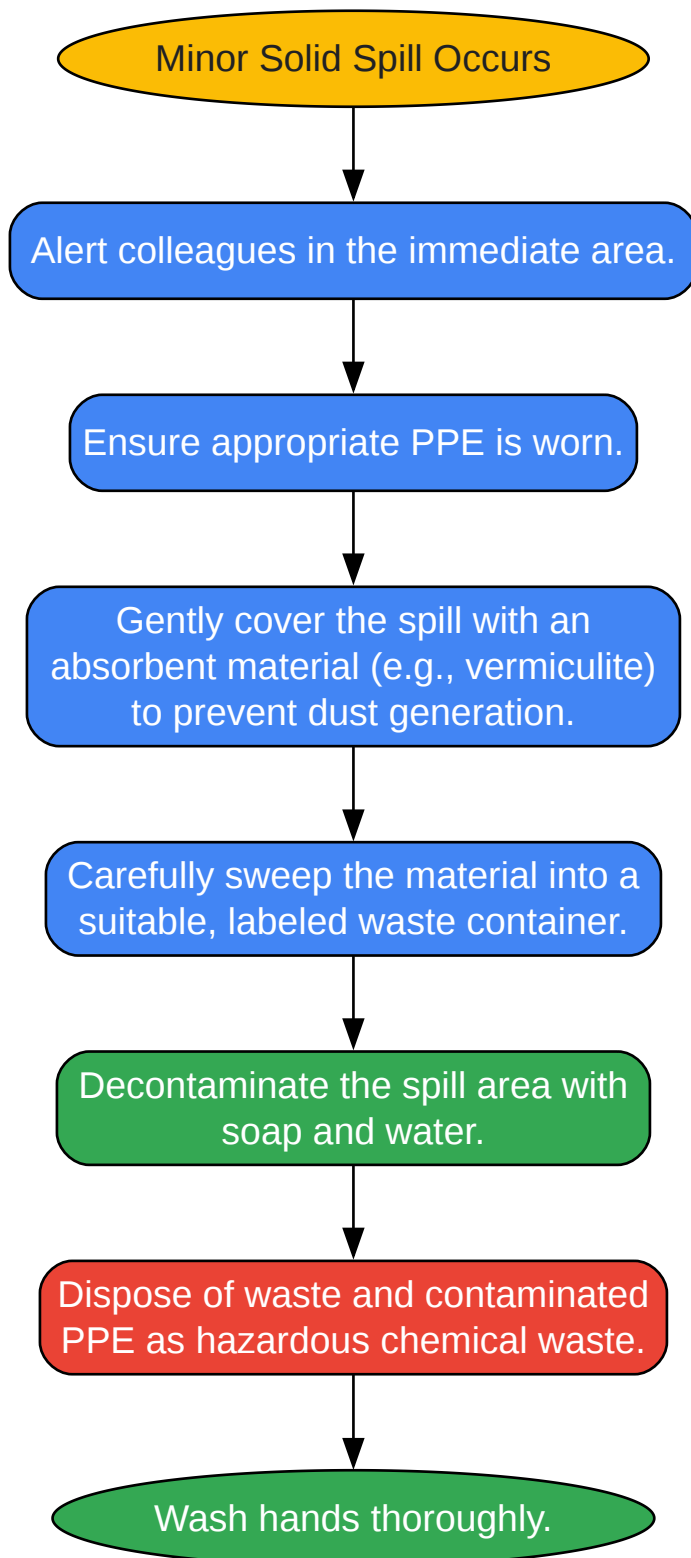 Minor Solid Spill Occurs
Alert colleagues in the immediate area.
Ensure appropriate PPE is worn.
Gently cover the spill with an
absorbent material (e.g., vermiculite)
to prevent dust generation.
Carefully sweep the material into a
suitable, labeled waste container.
Decontaminate the spill area with
soap and water.
Dispose of waste and contaminated
PPE as hazardous chemical waste.
Wash hands thoroughly.